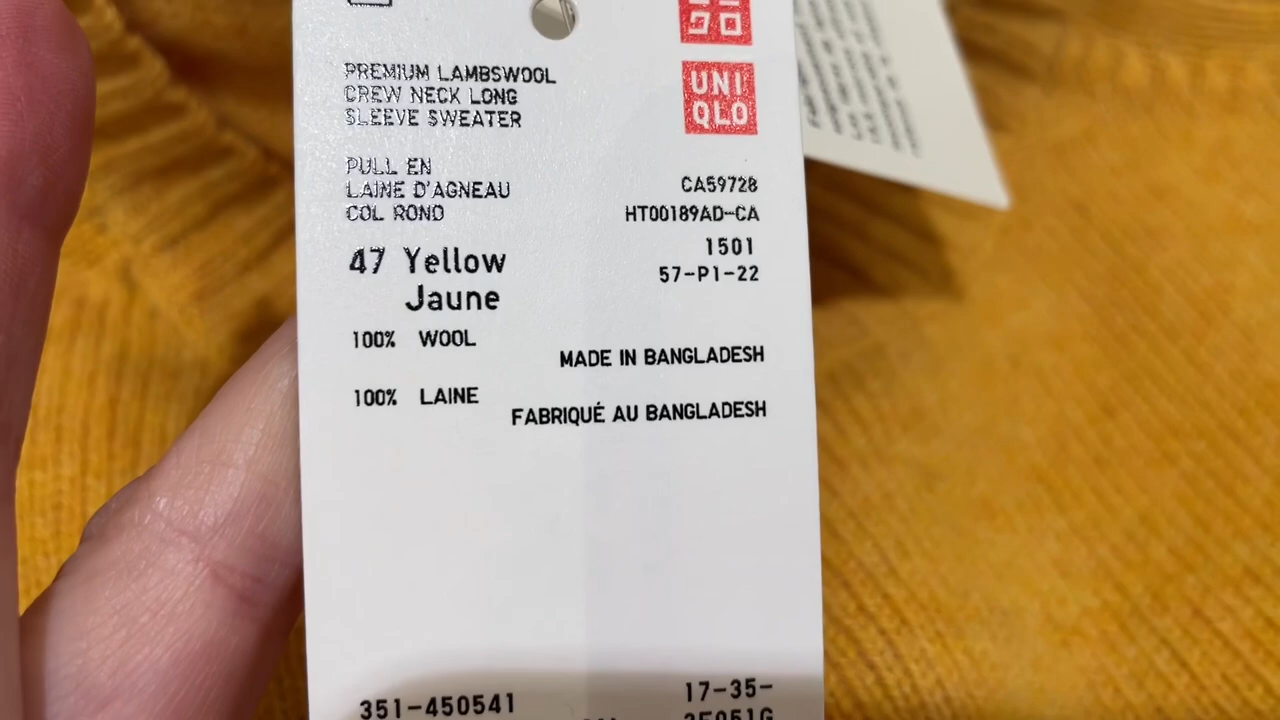 PREMIUM LAMBSWOOL
CREW NECK LONG
SLEEVE SWEATER
UNI
QLO
PULL EN
LAINE D'AGNEAU
COL ROND
CA59728
HT00189AD-CA
1501
57-P1-22
47 Yellow
Jaune
100% WOOL
MADE IN BANGLADESH
100% LAINE
FABRIQUÉ AU BANGLADESH
351-450541
17-35-